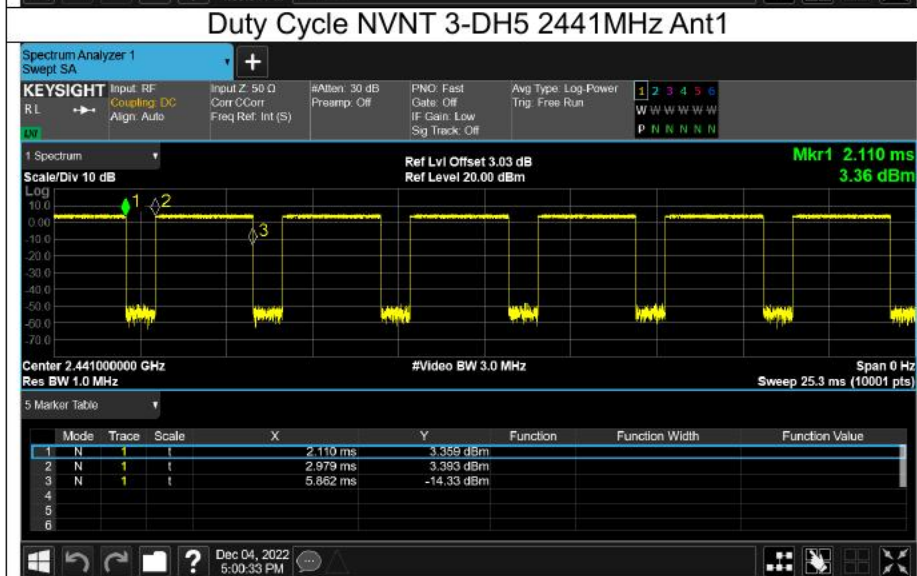 Duty Cycle NVNT 3-DH5 2441MHz Ant1
Spectrum Analyzer 1
Swept SA
+
KEYSIGHT Input: RF Input Z: 50 Ω #Atten: 30 dB PNO: Fast Avg Type: Log-Power 1 2 3 4 5 6
RL Coupling: DC Corr CCorr Preamp: Off Gate: Off Trig: Free Run W W W W W W
Align: Auto Freq Ref: Int (S) IF Gain: Low
Sig Track: Off P N N N N N
1 Spectrum
Ref Lvl Offset 3.03 dB Mkr1 2.110 ms
Scale/Div 10 dB Ref Level 20.00 dBm 3.36 dBm
Log
10.0
0.00
-10.0
-20.0
-30.0
-40.0
-50.0
-60.0
-70.0
1 2
3
Center 2.441000000 GHz #Video BW 3.0 MHz Span 0 Hz
Res BW 1.0 MHz Sweep 25.3 ms (10001 pts)
5 Marker Table
Mode Trace Scale X Y Function Function Width Function Value
1 N 1 t 2.110 ms 3.359 dBm
2 N 1 t 2.979 ms 3.393 dBm
3 N 1 t 5.862 ms -14.33 dBm
4
5
6
? Dec 04, 2022
5:00:33 PM